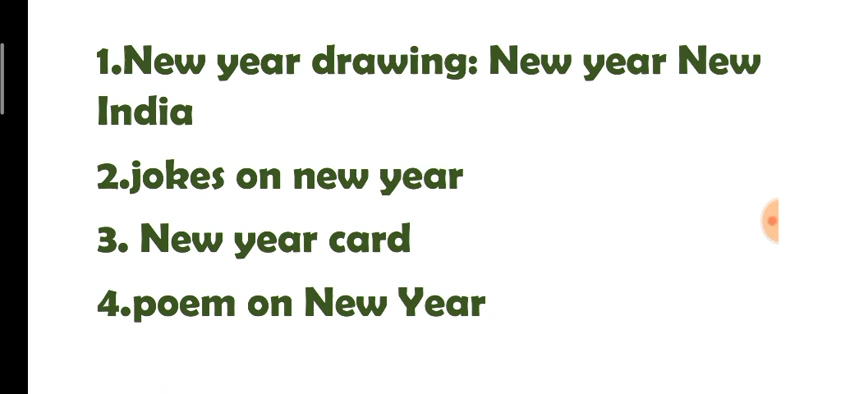 1.New year drawing: New year New
India
2.jokes on new year
3. New year card
4.poem on New Year